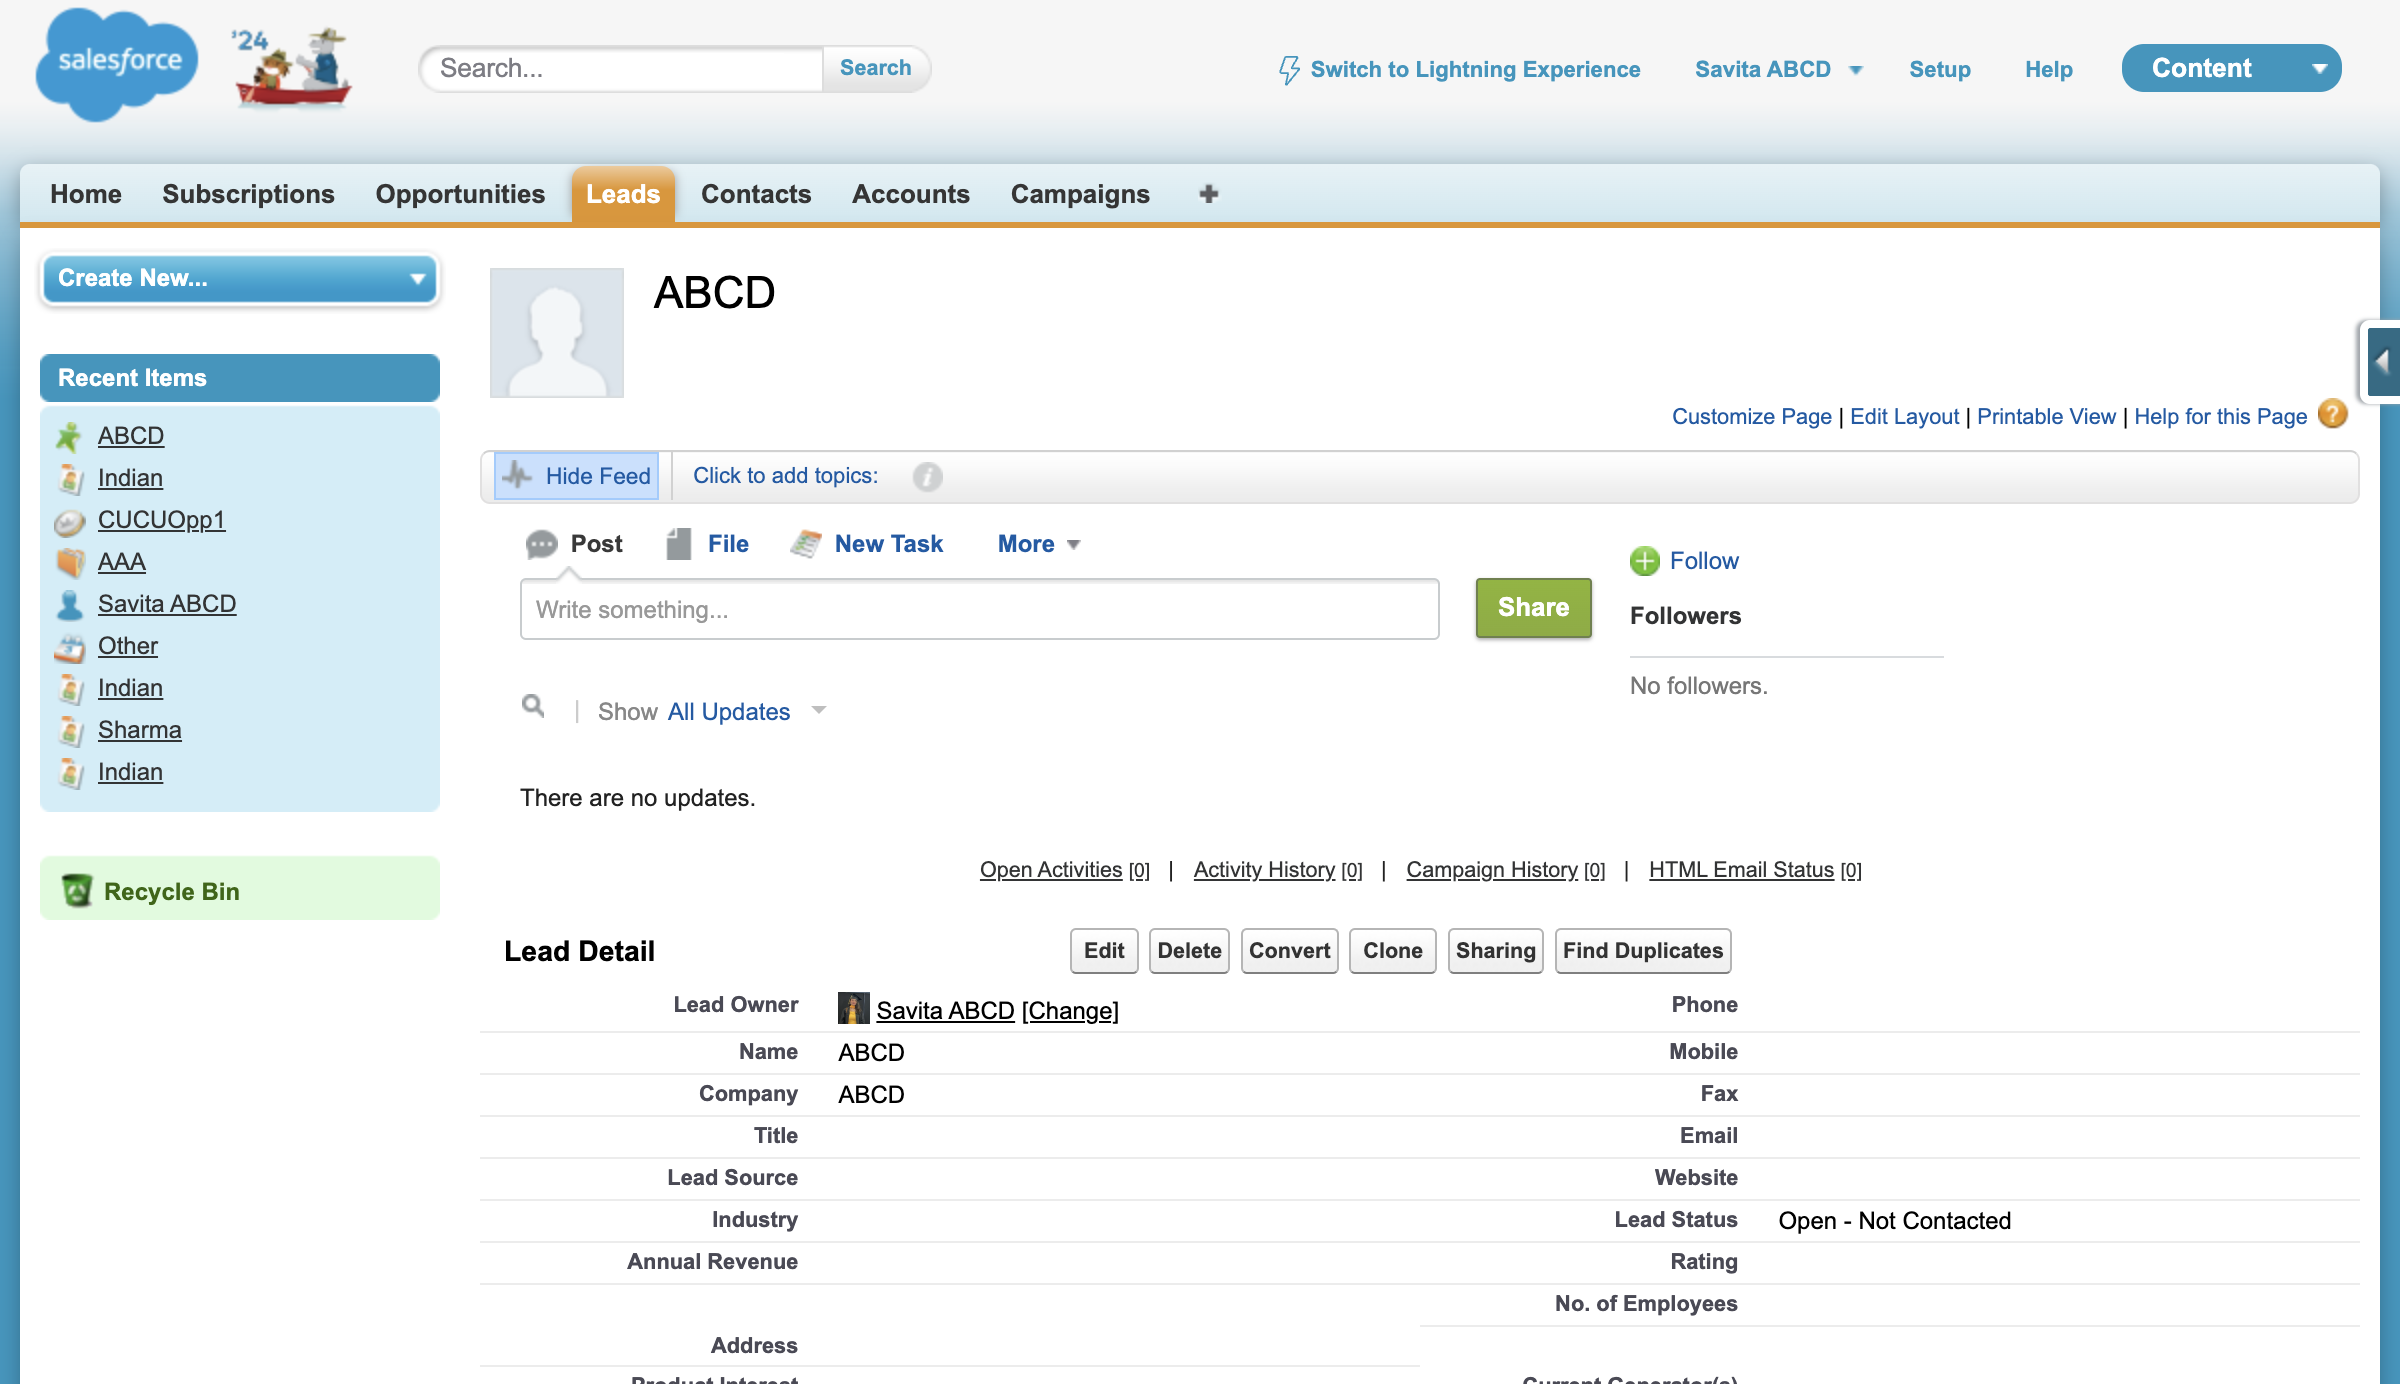 salesforce
'24
Search...
Search
Switch to Lightning Experience
Savita ABCD
Setup
Help
Content
Home
Subscriptions
Opportunities
Leads
Contacts
Accounts
Campaigns
Create New...
Recent Items
ABCD
Indian
CUCUOpp1
AAA
Savita ABCD
Other
Indian
Sharma
Indian
Recycle Bin
ABCD
Customize Page | Edit Layout | Printable View | Help for this Page
Hide Feed
Click to add topics:
Post
File
New Task
More
Write something...
Share
Follow
Followers
No followers.
Show All Updates
There are no updates.
Open Activities [0] | Activity History [0] | Campaign History [0] | HTML Email Status [0]
Lead Detail
Edit
Delete
Convert
Clone
Sharing
Find Duplicates
Lead Owner Savita ABCD [Change]
Phone
Name ABCD
Mobile
Company ABCD
Fax
Title
Email
Lead Source
Website
Industry
Lead Status Open - Not Contacted
Annual Revenue
Rating
No. of Employees
Address
Product Interest
Current Generator(s)